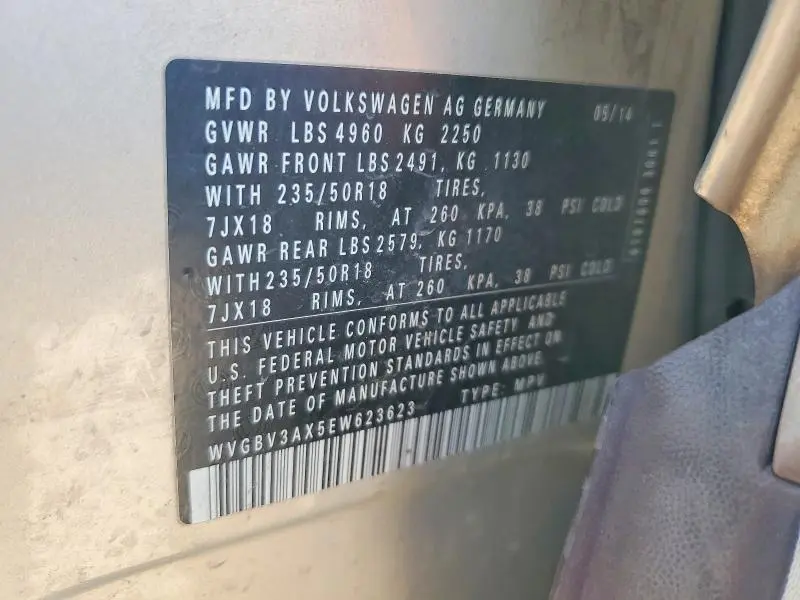 MFD BY VOLKSWAGEN AG GERMANY 05/14
GVWR LBS 4960 KG 2250
GAWR FRONT LBS 2491, KG 1130
WITH 235/50R18 TIRES,
7JX18 RIMS, AT 260 KPA, 38 PSI COLD
GAWR REAR LBS 2579, KG 1170
WITH 235/50R18 TIRES,
7JX18 RIMS, AT 260 KPA, 38 PSI COLD
THIS VEHICLE CONFORMS TO ALL APPLICABLE
U.S. FEDERAL MOTOR VEHICLE SAFETY AND
THEFT PREVENTION STANDARDS IN EFFECT ON
THE DATE OF MANUFACTURE SHOWN ABOVE.
WVGBV3AX5EW623623 TYPE: MPV